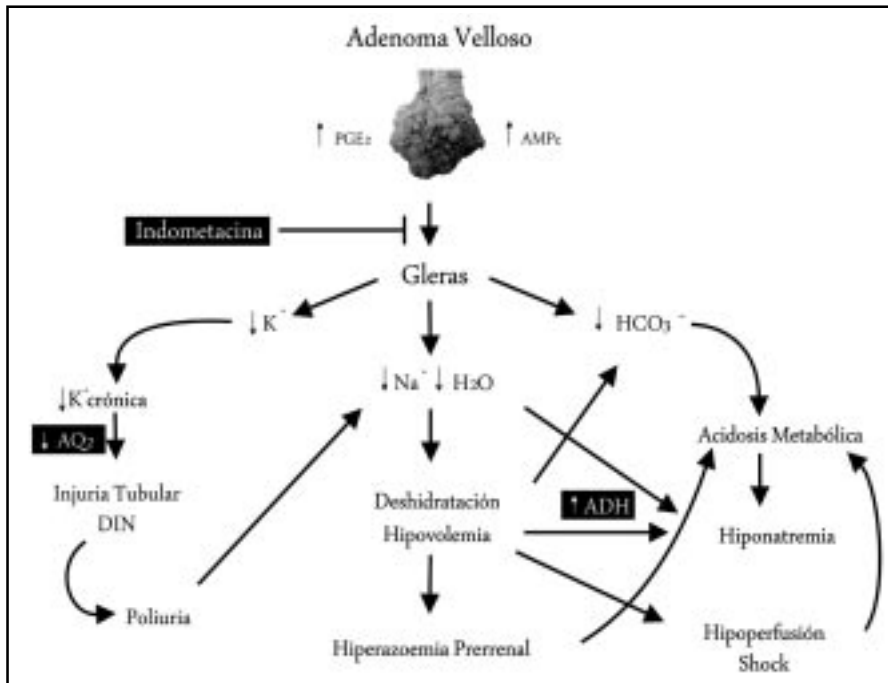 Adenoma Velloso
↑ PGE₂
↑ AMPc
Indometacina
Gleras
↓ K⁻
↓ HCO₃⁻
↓ Na⁻ ↓ H₂O
↓K⁻crónica
↓ AQ₂
Acidosis Metabólica
Injuria Tubular
DIN
Deshidratación
Hipovolemia
↑ ADH
Hiponatremia
Poliuria
Hiperazoemia Prerrenal
Hipoperfusión
Shock